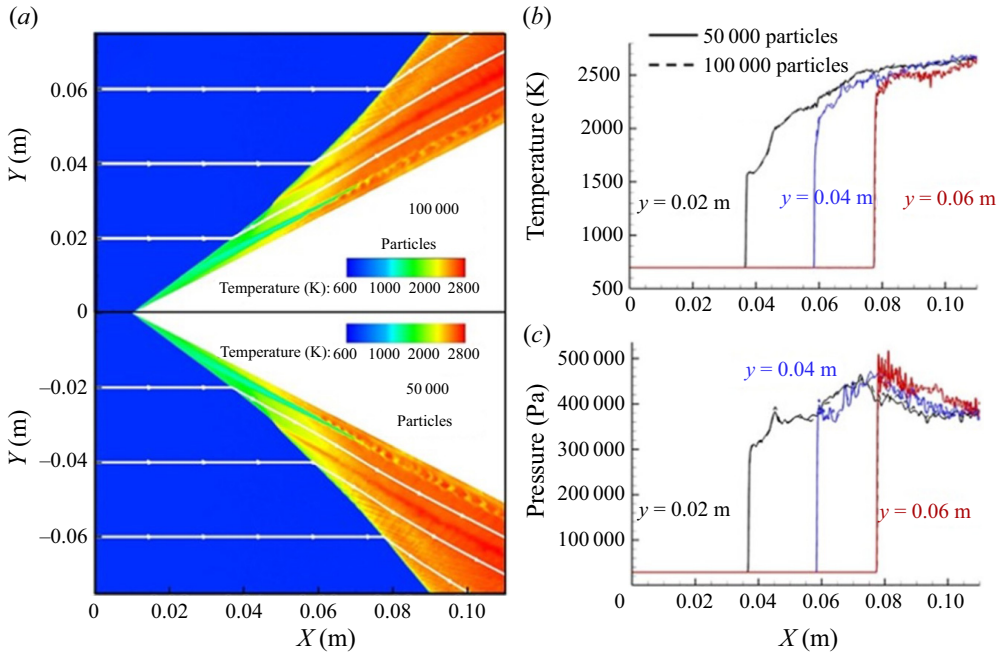 (a)
0.06
0.04
0.02
0
–0.02
–0.04
–0.06
Y (m)
Y (m)
100 000
Particles
Temperature (K): 600 1000 2000 2800
Temperature (K):
600 1000 2000 2800
50 000
Particles
0 0.02 0.04 0.06 0.08 0.10
X (m)
(b)
50 000 particles
100 000 particles
2500
2000
1500
1000
500
Temperature (K)
y = 0.02 m
y = 0.04 m
y = 0.06 m
0 0.02 0.04 0.06 0.08 0.10
(c)
500 000
400 000
300 000
200 000
100 000
Pressure (Pa)
y = 0.04 m
y = 0.02 m
y = 0.06 m
0 0.02 0.04 0.06 0.08 0.10
X (m)